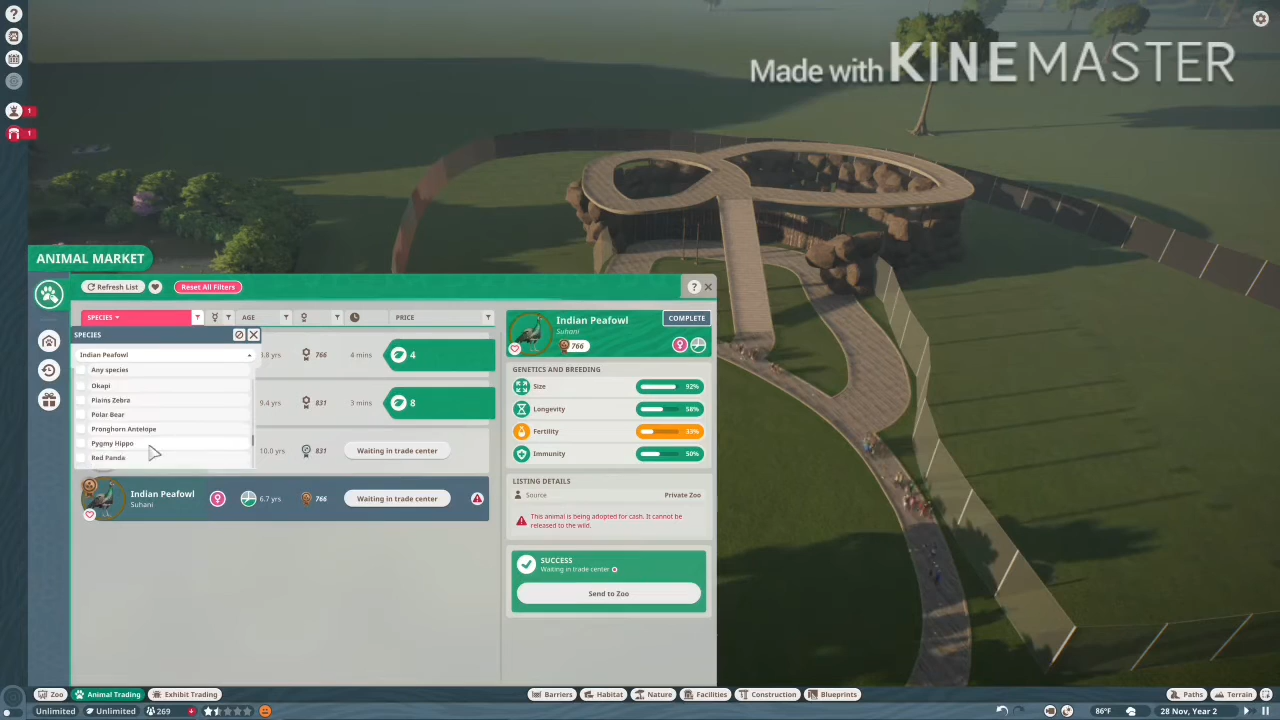 Made with KINEMASTER
1
1
ANIMAL MARKET
Refresh List
Reset All Filters
?
SPECIES
AGE
PRICE
SPECIES
Indian Peafowl
Any species
Okapi
Plains Zebra
Polar Bear
Pronghorn Antelope
Pygmy Hippo
Red Panda
.8 yrs 766 4 mins 4
9.4 yrs 831 3 mins 8
10.0 yrs 831 Waiting in trade center
Indian Peafowl
Suhani
6.7 yrs 766 Waiting in trade center
Indian Peafowl
Suhani
766
COMPLETE
GENETICS AND BREEDING
Size 92%
Longevity 58%
Fertility
Immunity 50%
LISTING DETAILS
Source Private Zoo
This animal is being adopted for cash. It cannot be
released to the wild.
SUCCESS
Waiting in trade center
Send to Zoo
Zoo Animal Trading Exhibit Trading Barriers Habitat Nature Facilities Construction Blueprints Paths Terrain
Unlimited Unlimited 269 86°F 28 Nov, Year 2